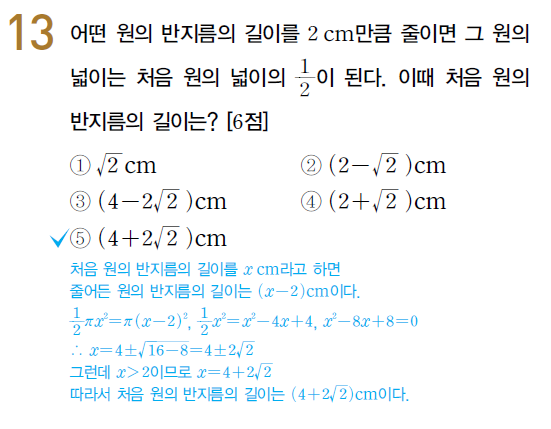 13 어떤 원의 반지름의 길이를 2 cm만큼 줄이면 그 원의
넓이는 처음 원의 넓이의 1/2이 된다. 이때 처음 원의
반지름의 길이는? [6점]
① √2 cm ② (2−√2 )cm
③ (4−2√2 )cm ④ (2+√2 )cm
⑤ (4+2√2 )cm
처음 원의 반지름의 길이를 x cm라고 하면
줄어든 원의 반지름의 길이는 (x−2)cm이다.
1/2πx²=π(x−2)², 1/2x²=x²−4x+4, x²−8x+8=0
∴ x=4±√(16−8)=4±2√2
그런데 x>2이므로 x=4+2√2
따라서 처음 원의 반지름의 길이는 (4+2√2)cm이다.